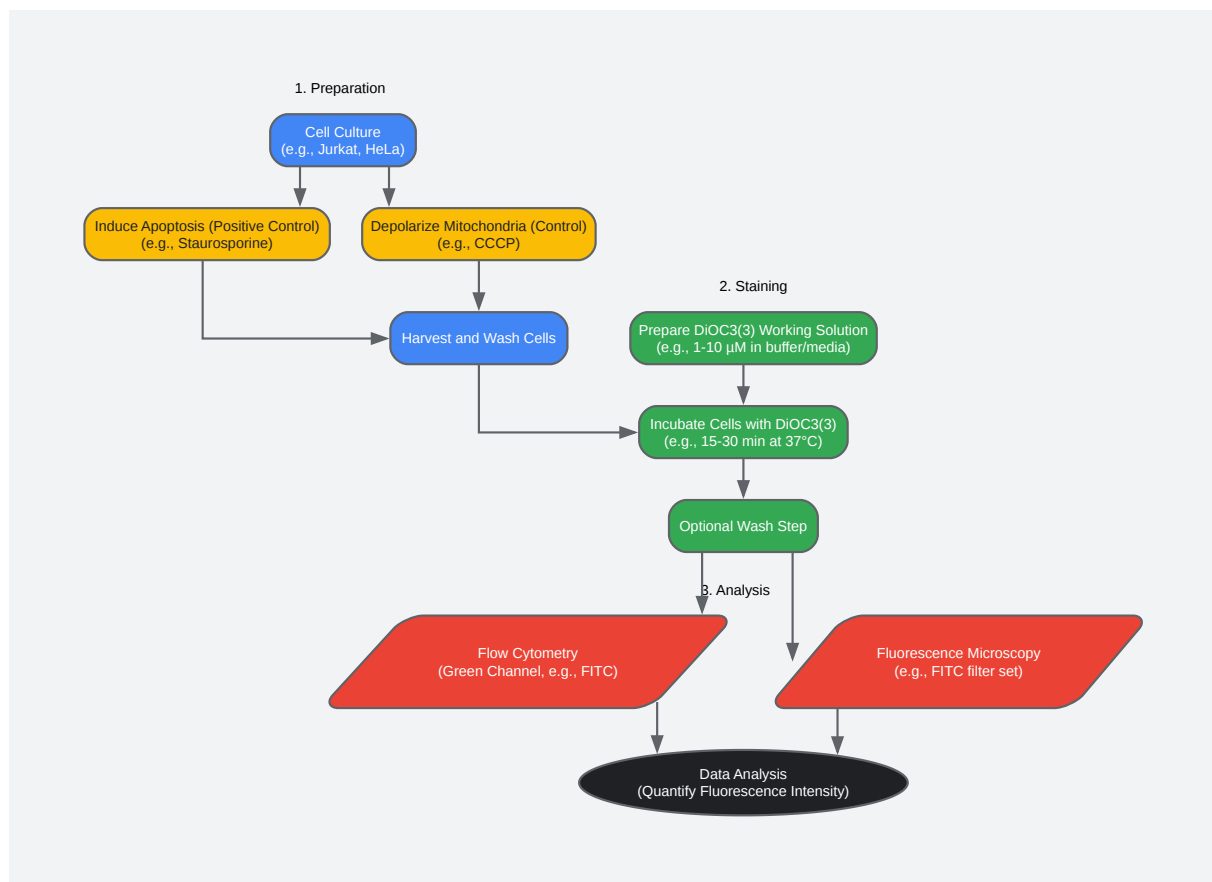 1. Preparation
Cell Culture
(e.g., Jurkat, HeLa)
Induce Apoptosis (Positive Control)
(e.g., Staurosporine)
Depolarize Mitochondria (Control)
(e.g., CCCP)
Harvest and Wash Cells
2. Staining
Prepare DiOC3(3) Working Solution
(e.g., 1-10 µM in buffer/media)
Incubate Cells with DiOC3(3)
(e.g., 15-30 min at 37°C)
Optional Wash Step
3. Analysis
Flow Cytometry
(Green Channel, e.g., FITC)
Fluorescence Microscopy
(e.g., FITC filter set)
Data Analysis
(Quantify Fluorescence Intensity)